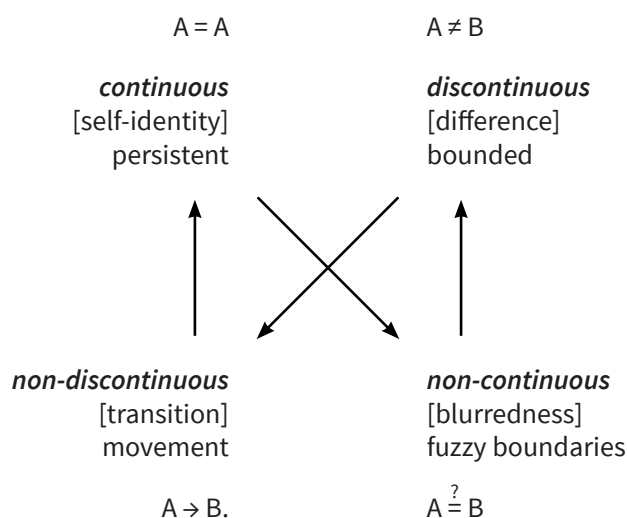 A = A
A ≠ B
continuous
[self-identity]
persistent
discontinuous
[difference]
bounded
non-discontinuous
[transition]
movement
non-continuous
[blurredness]
fuzzy boundaries
A → B.
A ≟ B